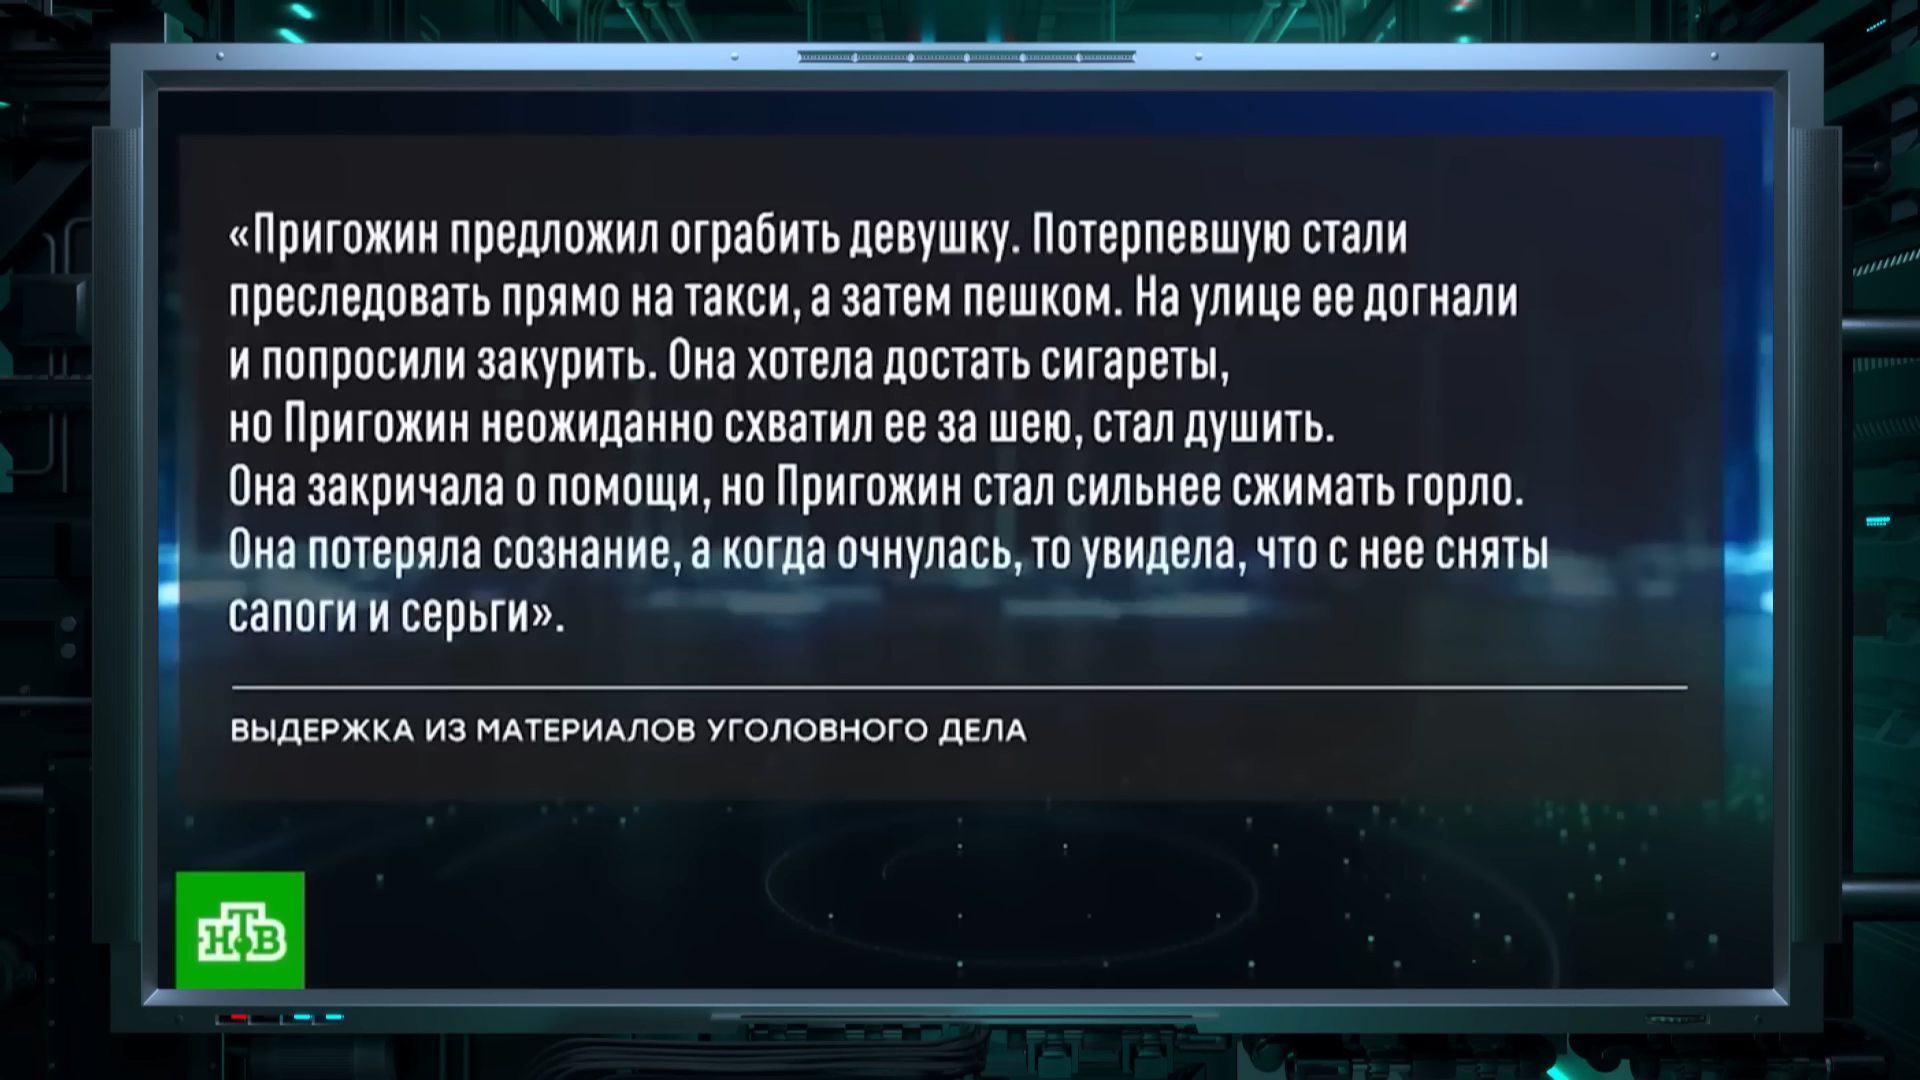 «Пригожин предложил ограбить девушку. Потерпевшую стали
преследовать прямо на такси, а затем пешком. На улице ее догнали
и попросили закурить. Она хотела достать сигареты,
но Пригожин неожиданно схватил ее за шею, стал душить.
Она закричала о помощи, но Пригожин стал сильнее сжимать горло.
Она потеряла сознание, а когда очнулась, то увидела, что с нее сняты
сапоги и серьги».
ВЫДЕРЖКА ИЗ МАТЕРИАЛОВ УГОЛОВНОГО ДЕЛА
НТВ